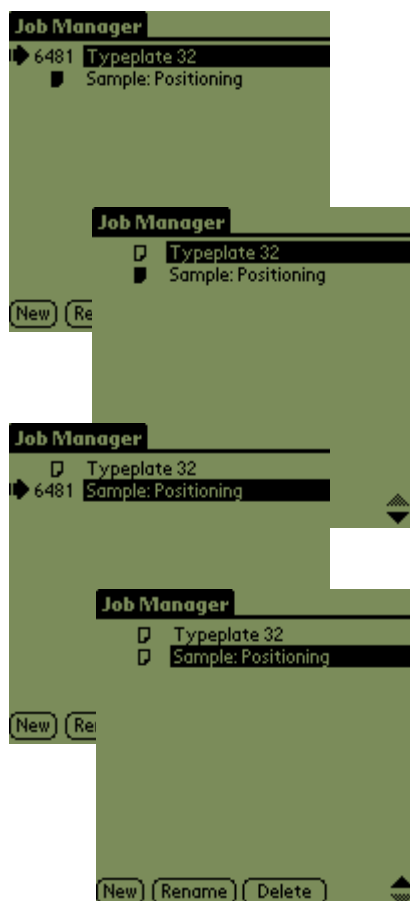 Job Manager
6481 Typeplate 32
Sample: Positioning
New Re
Job Manager
Typeplate 32
Sample: Positioning
Job Manager
Typeplate 32
6481 Sample: Positioning
New Re
Job Manager
Typeplate 32
Sample: Positioning
New Rename Delete